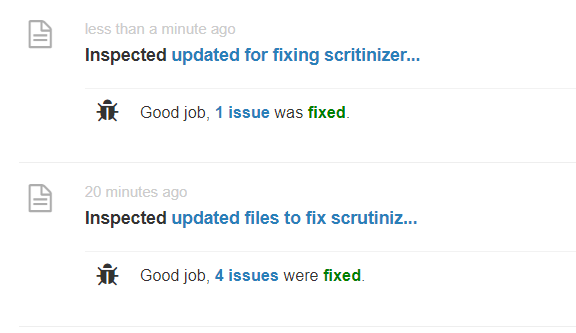 less than a minute ago
Inspected updated for fixing scritinizer...
Good job, 1 issue was fixed.
20 minutes ago
Inspected updated files to fix scrutiniz...
Good job, 4 issues were fixed.